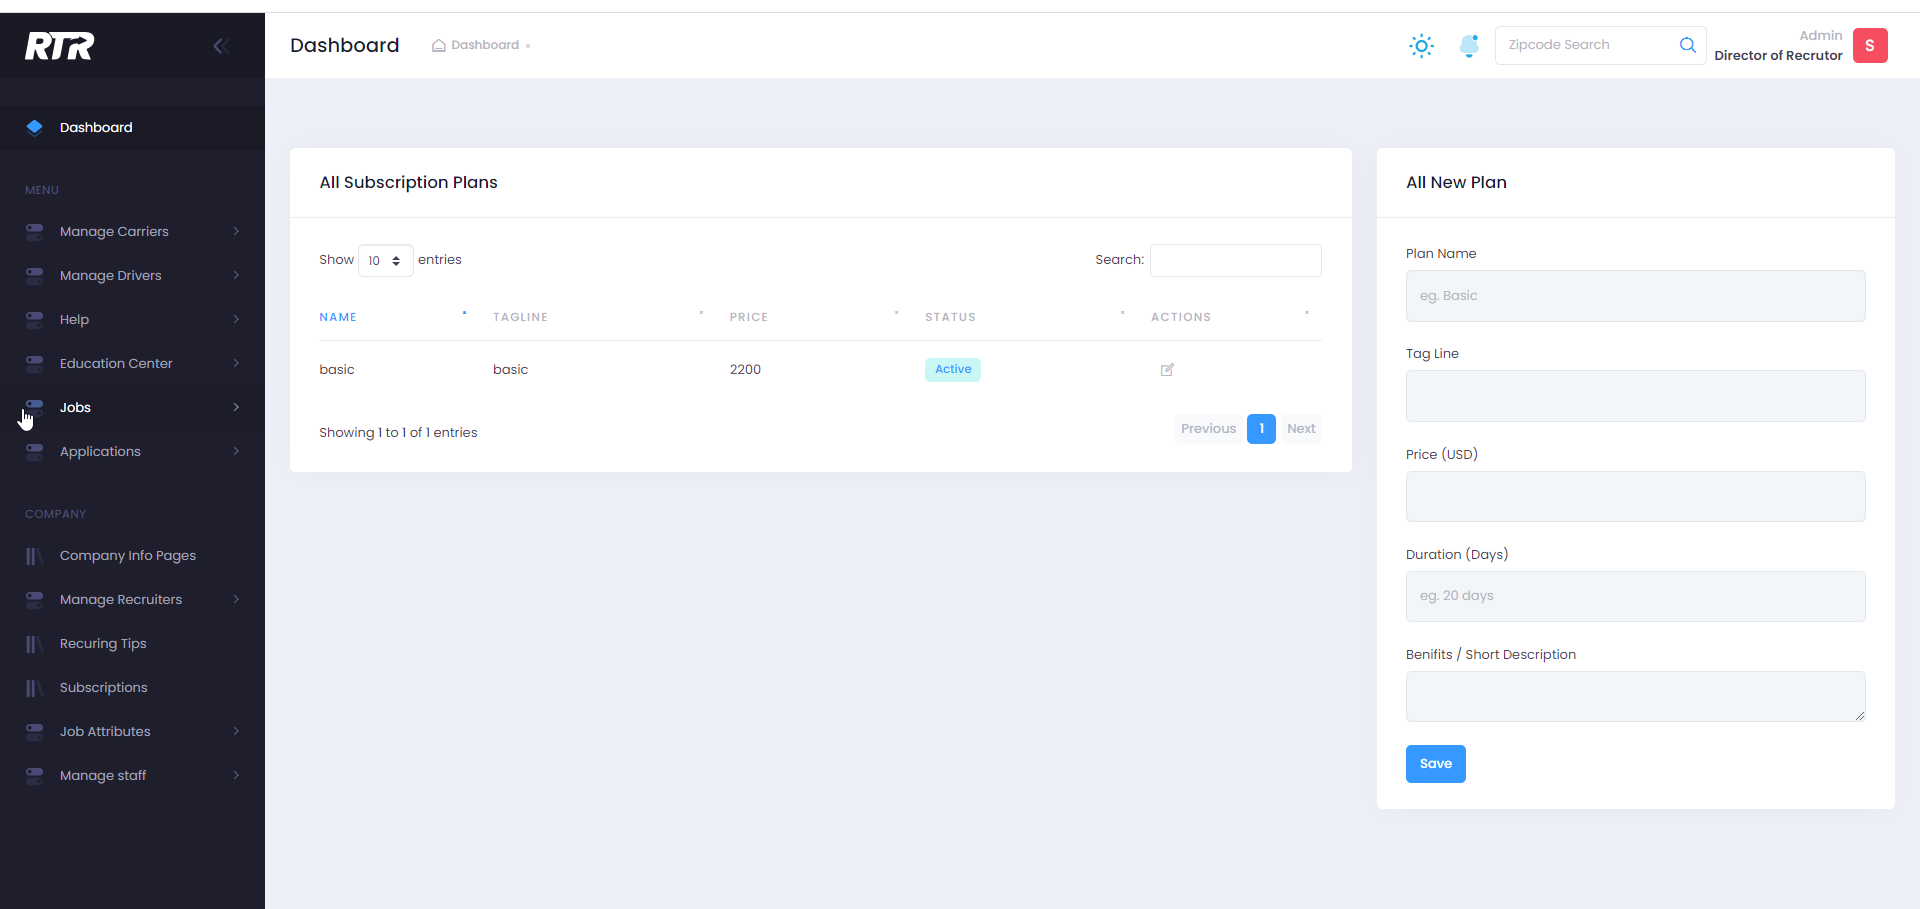 RTR
Dashboard
Dashboard
Zipcode Search
Admin
Director of Recrutor
S
Dashboard
MENU
Manage Carriers
Manage Drivers
Help
Education Center
Jobs
Applications
COMPANY
Company Info Pages
Manage Recruiters
Recuring Tips
Subscriptions
Job Attributes
Manage staff
All Subscription Plans
Show 10 entries
Search:
NAME TAGLINE PRICE STATUS ACTIONS
basic basic 2200 Active
Showing 1 to 1 of 1 entries
Previous 1 Next
All New Plan
Plan Name
eg. Basic
Tag Line
Price (USD)
Duration (Days)
eg. 20 days
Benifits / Short Description
Save